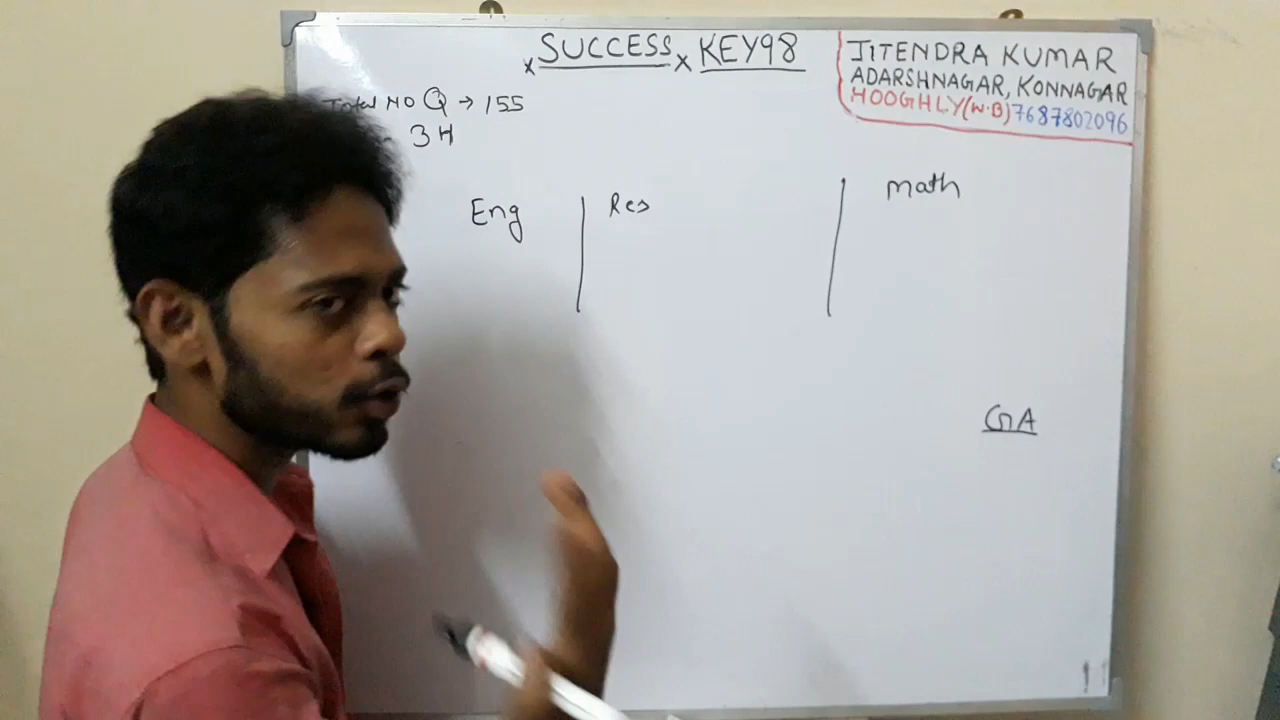 x SUCCESS x KEY98
JITENDRA KUMAR
ADARSHNAGAR, KONNAGAR
HOOGHLY(W.B) 7687802096
Total NO Q → 155
3H
Eng
Res
math
GA